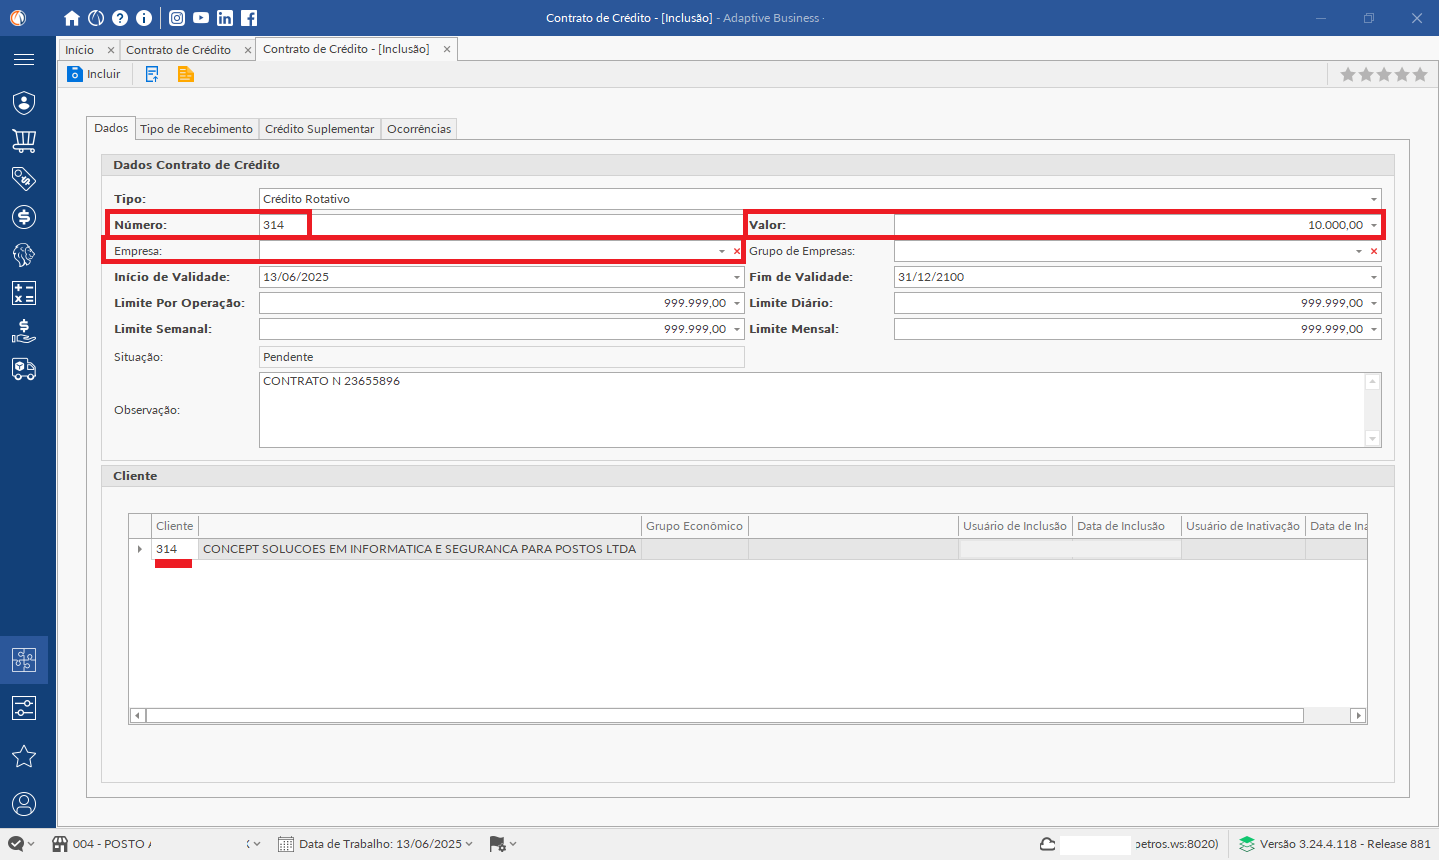 Contrato de Crédito - [Inclusão] - Adaptive Business ·
Início × Contrato de Crédito × Contrato de Crédito - [Inclusão] ×
Incluir
Dados Tipo de Recebimento Crédito Suplementar Ocorrências
Dados Contrato de Crédito
Tipo: Crédito Rotativo
Número: 314 Valor: 10.000,00
Empresa: Grupo de Empresas:
Início de Validade: 13/06/2025 Fim de Validade: 31/12/2100
Limite Por Operação: 999.999,00 Limite Diário: 999.999,00
Limite Semanal: 999.999,00 Limite Mensal: 999.999,00
Situação: Pendente
Observação: CONTRATO N 23655896
Cliente
Cliente Grupo Econômico Usuário de Inclusão Data de Inclusão Usuário de Inativação Data de Ina
314 CONCEPT SOLUCOES EM INFORMATICA E SEGURANCA PARA POSTOS LTDA
004 - POSTO Data de Trabalho: 13/06/2025 petros.ws:8020) Versão 3.24.4.118 - Release 881